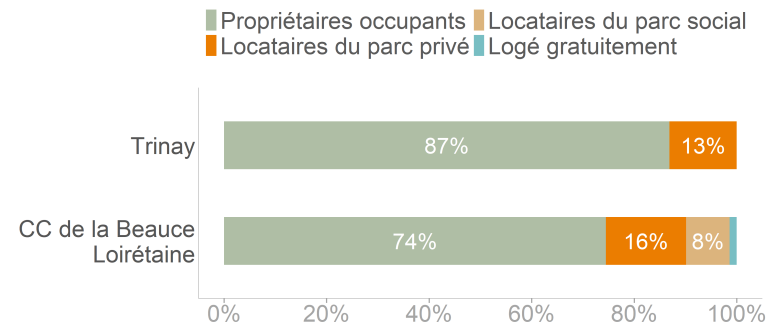 Propriétaires occupants Locataires du parc social
Locataires du parc privé Logé gratuitement
Trinay 87% 13%
CC de la Beauce
Loirétaine
74% 16% 8%
0% 20% 40% 60% 80% 100%